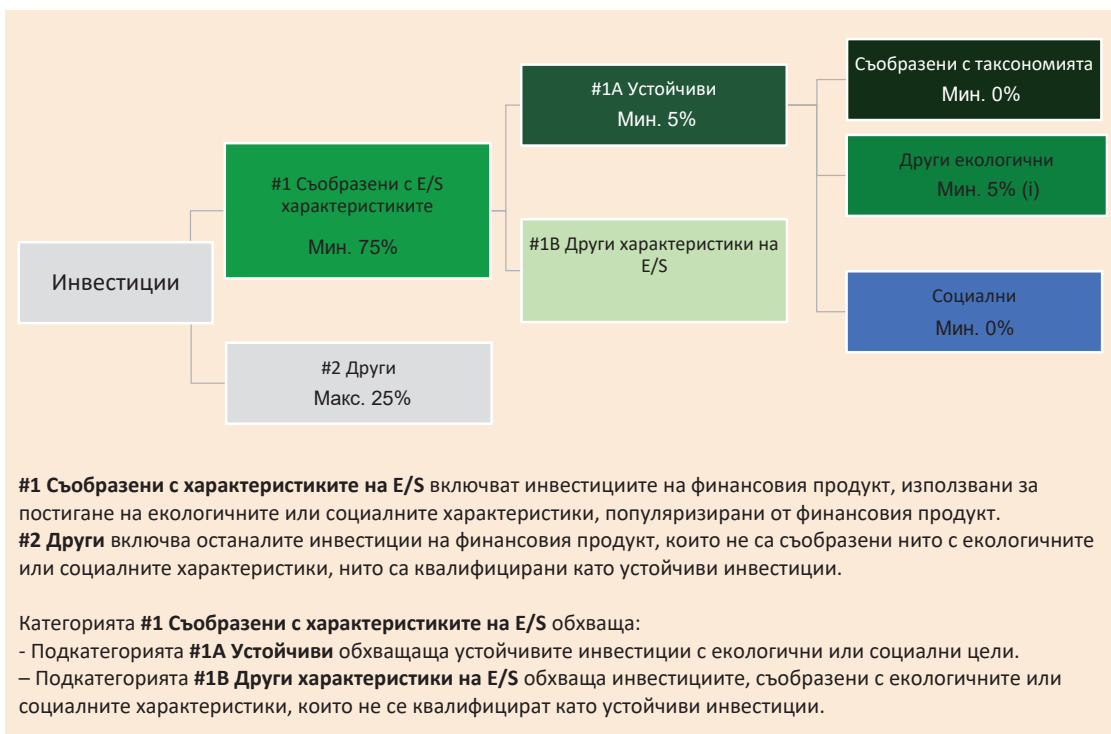 Инвестиции
#1 Съобразени с E/S
характеристиките
Мин. 75%
#2 Други
Макс. 25%
#1A Устойчиви
Мин. 5%
#1B Други характеристики на
E/S
Съобразени с таксономията
Мин. 0%
Други екологични
Мин. 5% (i)
Социални
Мин. 0%
#1 Съобразени с характеристиките на E/S включват инвестициите на финансовия продукт, използвани за
постигане на екологичните или социалните характеристики, популяризирани от финансовия продукт.
#2 Други включва останалите инвестиции на финансовия продукт, които не са съобразени нито с екологичните
или социалните характеристики, нито са квалифицирани като устойчиви инвестиции.
Категорията #1 Съобразени с характеристиките на E/S обхваща:
- Подкатегорията #1A Устойчиви обхващаща устойчивите инвестиции с екологични или социални цели.
– Подкатегорията #1B Други характеристики на E/S обхваща инвестициите, съобразени с екологичните или
социалните характеристики, които не се квалифицират като устойчиви инвестиции.